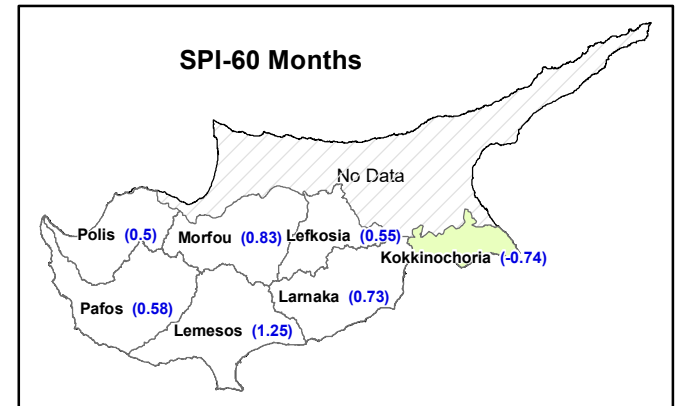 SPI-60 Months
No Data
Polis (0.5)
Morfou (0.83)
Lefkosia (0.55)
Kokkinochoria (-0.74)
Pafos (0.58)
Larnaka (0.73)
Lemesos (1.25)